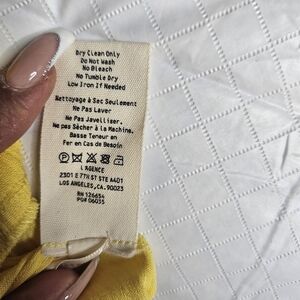 Dry Clean Only
Do Not Wash
No Bleach
No Tumble Dry
Low Iron If Needed
Nettoyage à Sec Seulement
Ne Pas Laver
Ne Pas Javelliser.
Ne pas Sécher à la Machine.
Basse Teneur en
Fer en Cas de Besoin
L'AGENCE
2301 E 7TH ST STE A401
LOS ANGELES, CA. 90023
RN 126654
PG# 06035